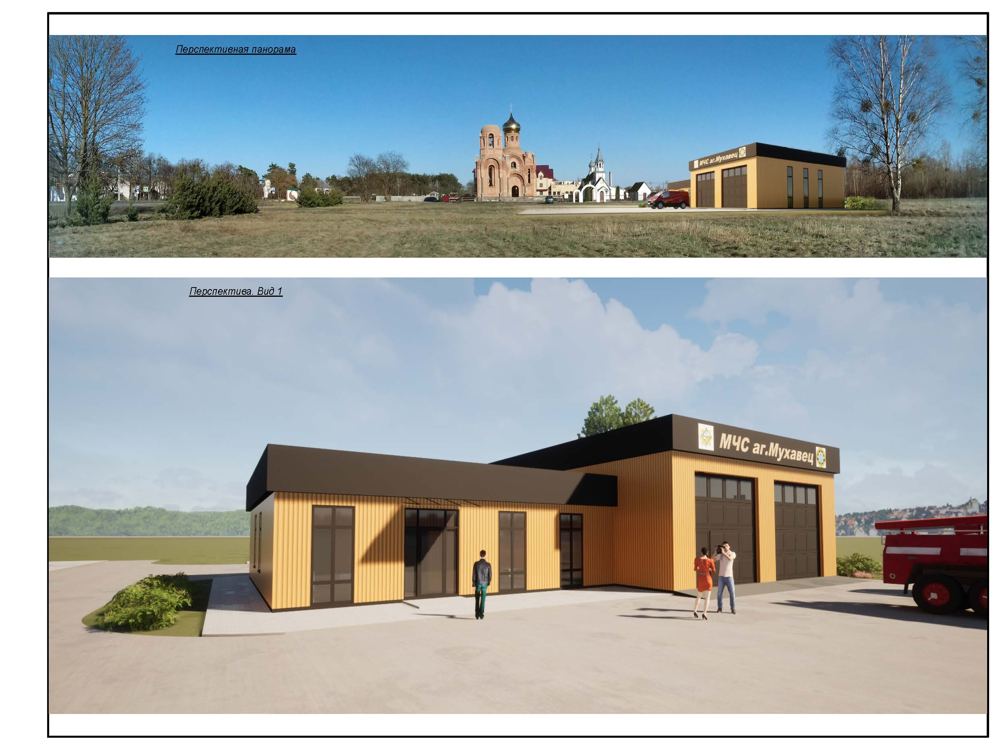 Перспективная панорама
МЧС аг.Мухавец
Перспектива. Вид 1
МЧС аг.Мухавец